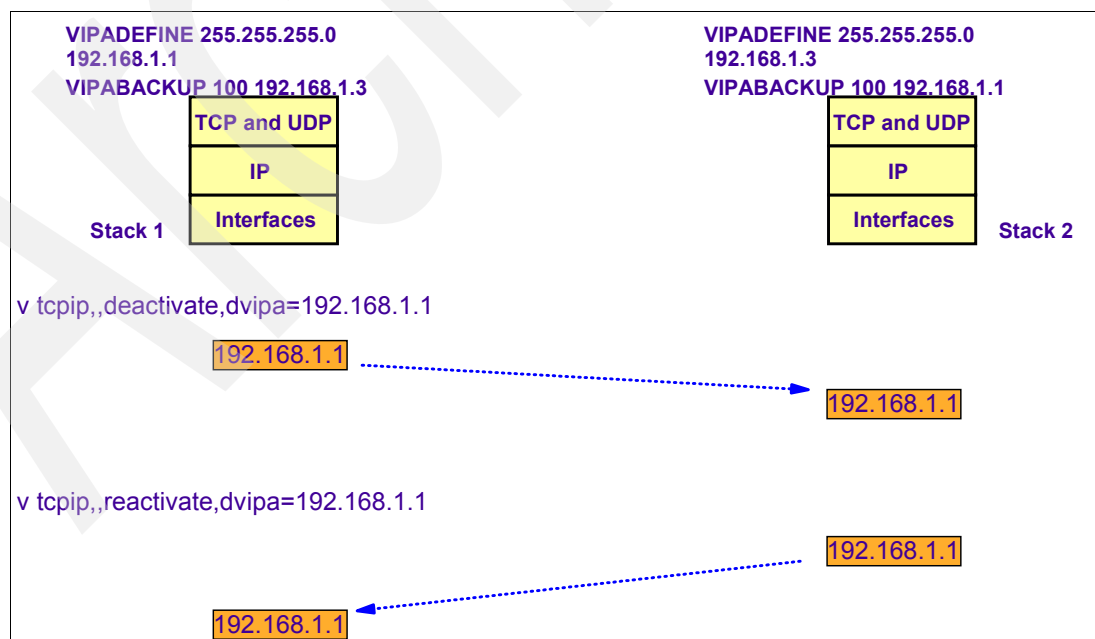 VIPADEFINE 255.255.255.0
192.168.1.1
VIPABACKUP 100 192.168.1.3
TCP and UDP
IP
Interfaces
Stack 1
VIPADEFINE 255.255.255.0
192.168.1.3
VIPABACKUP 100 192.168.1.1
TCP and UDP
IP
Interfaces
Stack 2
v tcpip,,deactivate,dvipa=192.168.1.1
192.168.1.1
192.168.1.1
v tcpip,,reactivate,dvipa=192.168.1.1
192.168.1.1
192.168.1.1